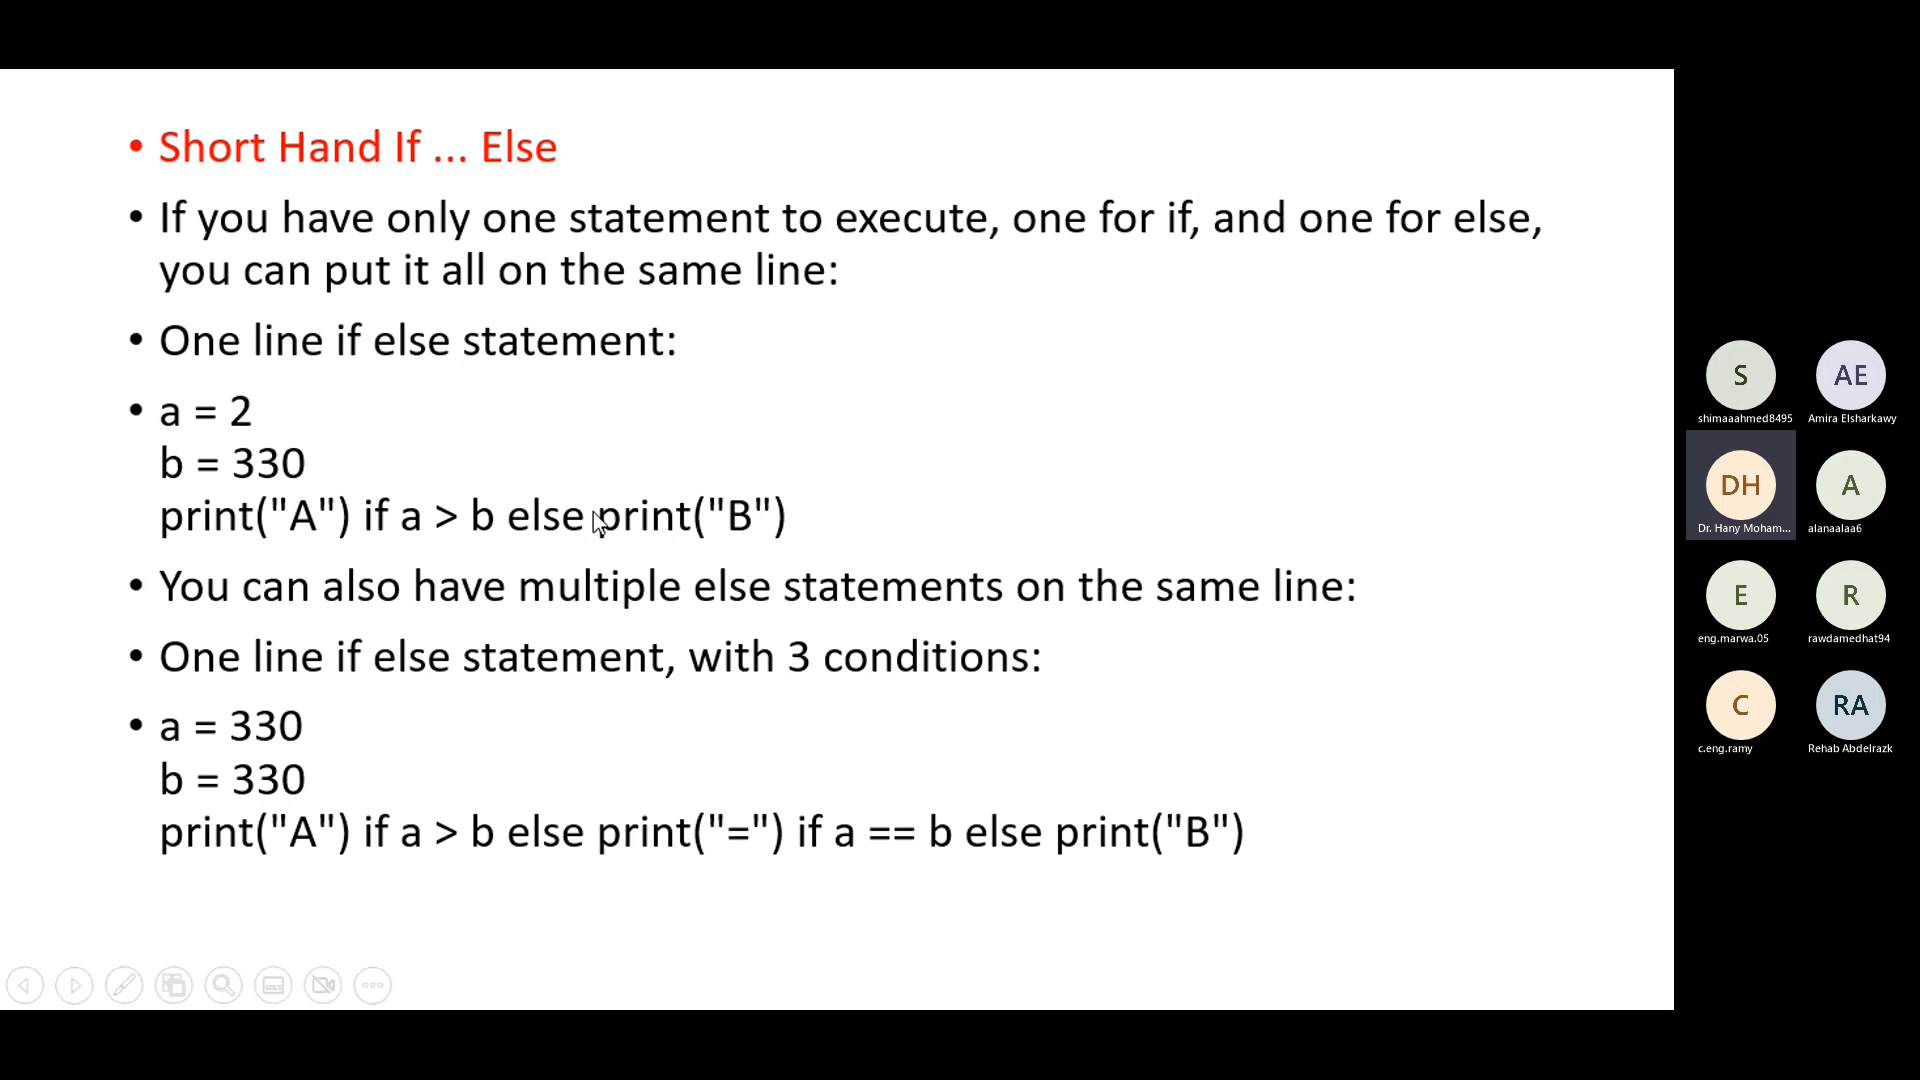 • Short Hand If ... Else
• If you have only one statement to execute, one for if, and one for else,
you can put it all on the same line:
• One line if else statement:
• a = 2
b = 330
print("A") if a > b else print("B")
• You can also have multiple else statements on the same line:
• One line if else statement, with 3 conditions:
• a = 330
b = 330
print("A") if a > b else print("=") if a == b else print("B")
S
AE
shimaaahmed8495
Amira Elsharkawy
DH
A
Dr. Hany Moham...
alanaalaa6
E
R
eng.marwa.05
rawdamedhat94
C
RA
c.eng.ramy
Rehab Abdelrazk